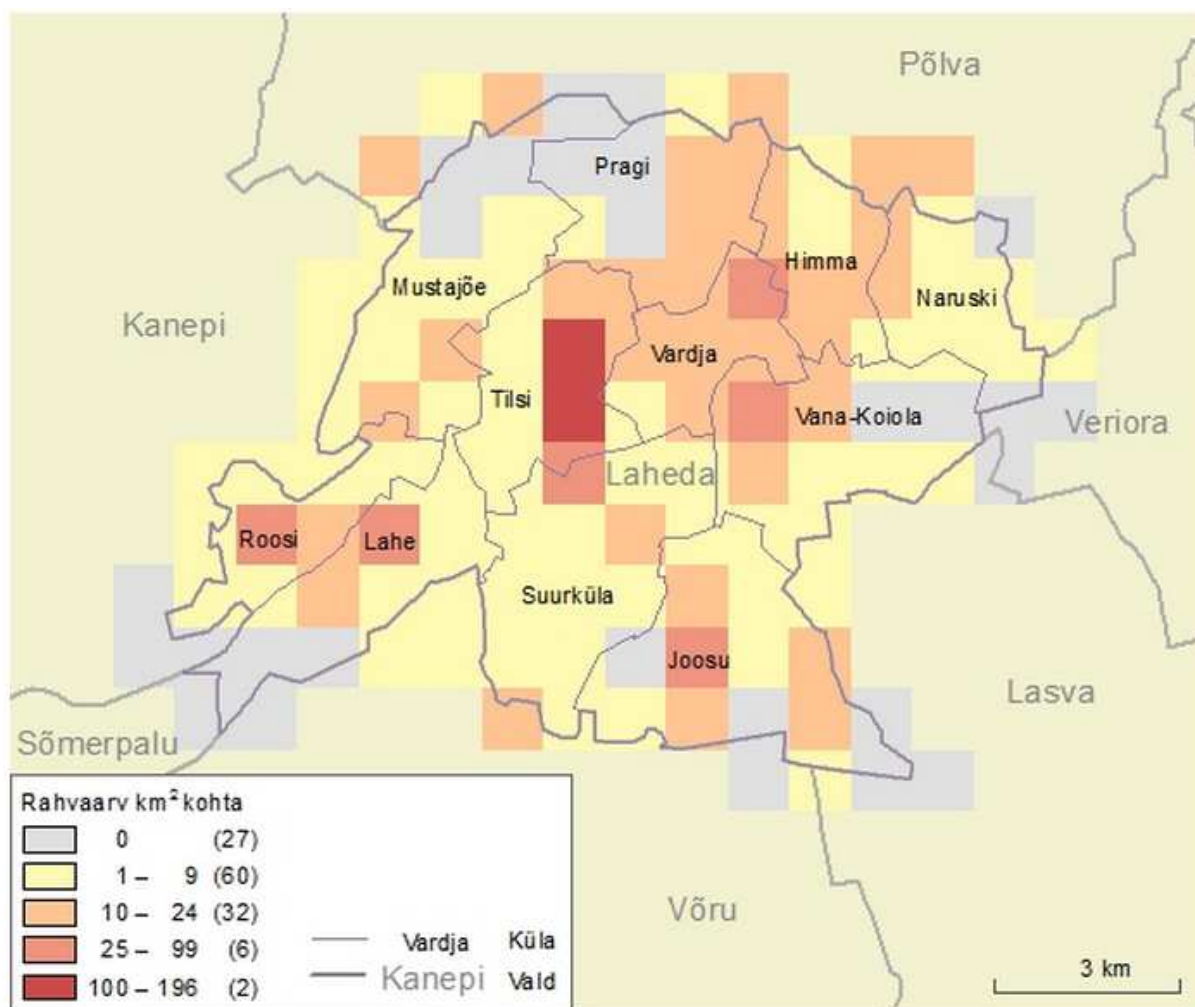 Põlva
Pragi
Himma
Mustajõe
Naruski
Kanepi
Vardja
Tilsi
Vana-Koiola
Veriora
Laheda
Roosi
Lahe
Suurküla
Joosu
Lasva
Sõmerpalu
Võru
Rahvaarv km² kohta
0 (27)
1 – 9 (60)
10 – 24 (32)
25 – 99 (6)
100 – 196 (2)
Vardja Küla
Kanepi Vald
3 km